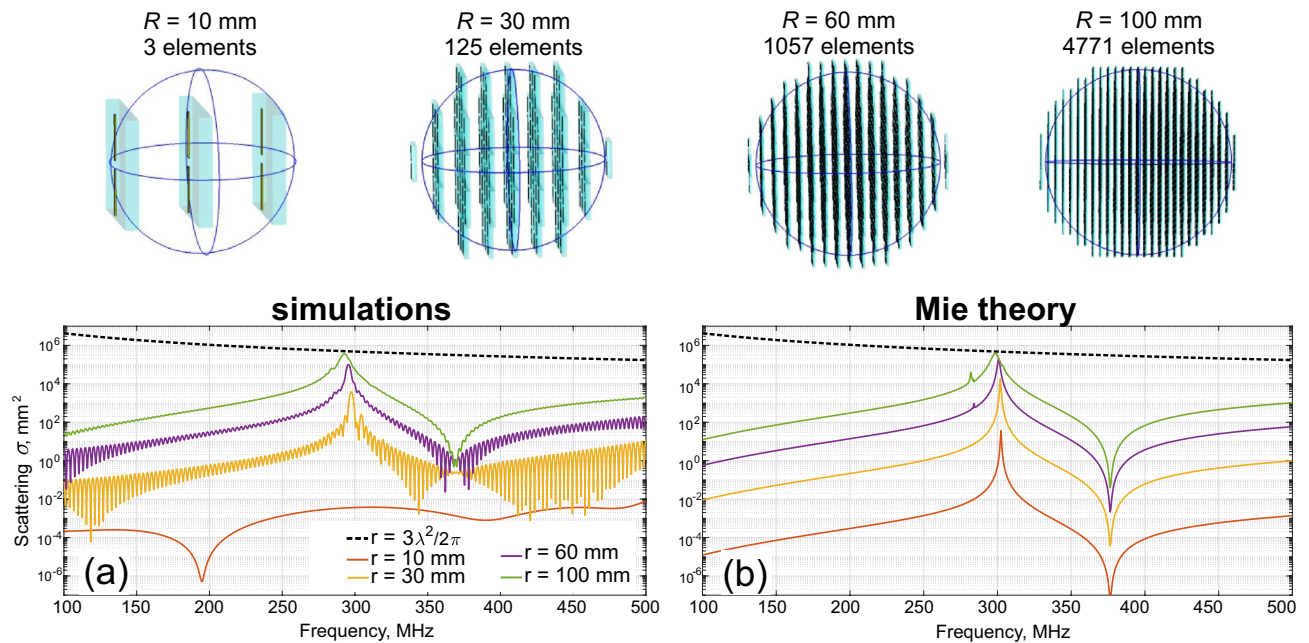 R = 10 mm
3 elements
R = 30 mm
125 elements
R = 60 mm
1057 elements
R = 100 mm
4771 elements
simulations
Mie theory
Scattering σ, mm²
10⁶
10⁴
10²
10⁰
10⁻²
10⁻⁴
10⁻⁶
(a)
r = 3λ²/2π
r = 10 mm
r = 30 mm
r = 60 mm
r = 100 mm
100 150 200 250 300 350 400 450 500
Frequency, MHz
10⁶
10⁴
10²
10⁰
10⁻²
10⁻⁴
10⁻⁶
(b)
100 150 200 250 300 350 400 450 500
Frequency, MHz